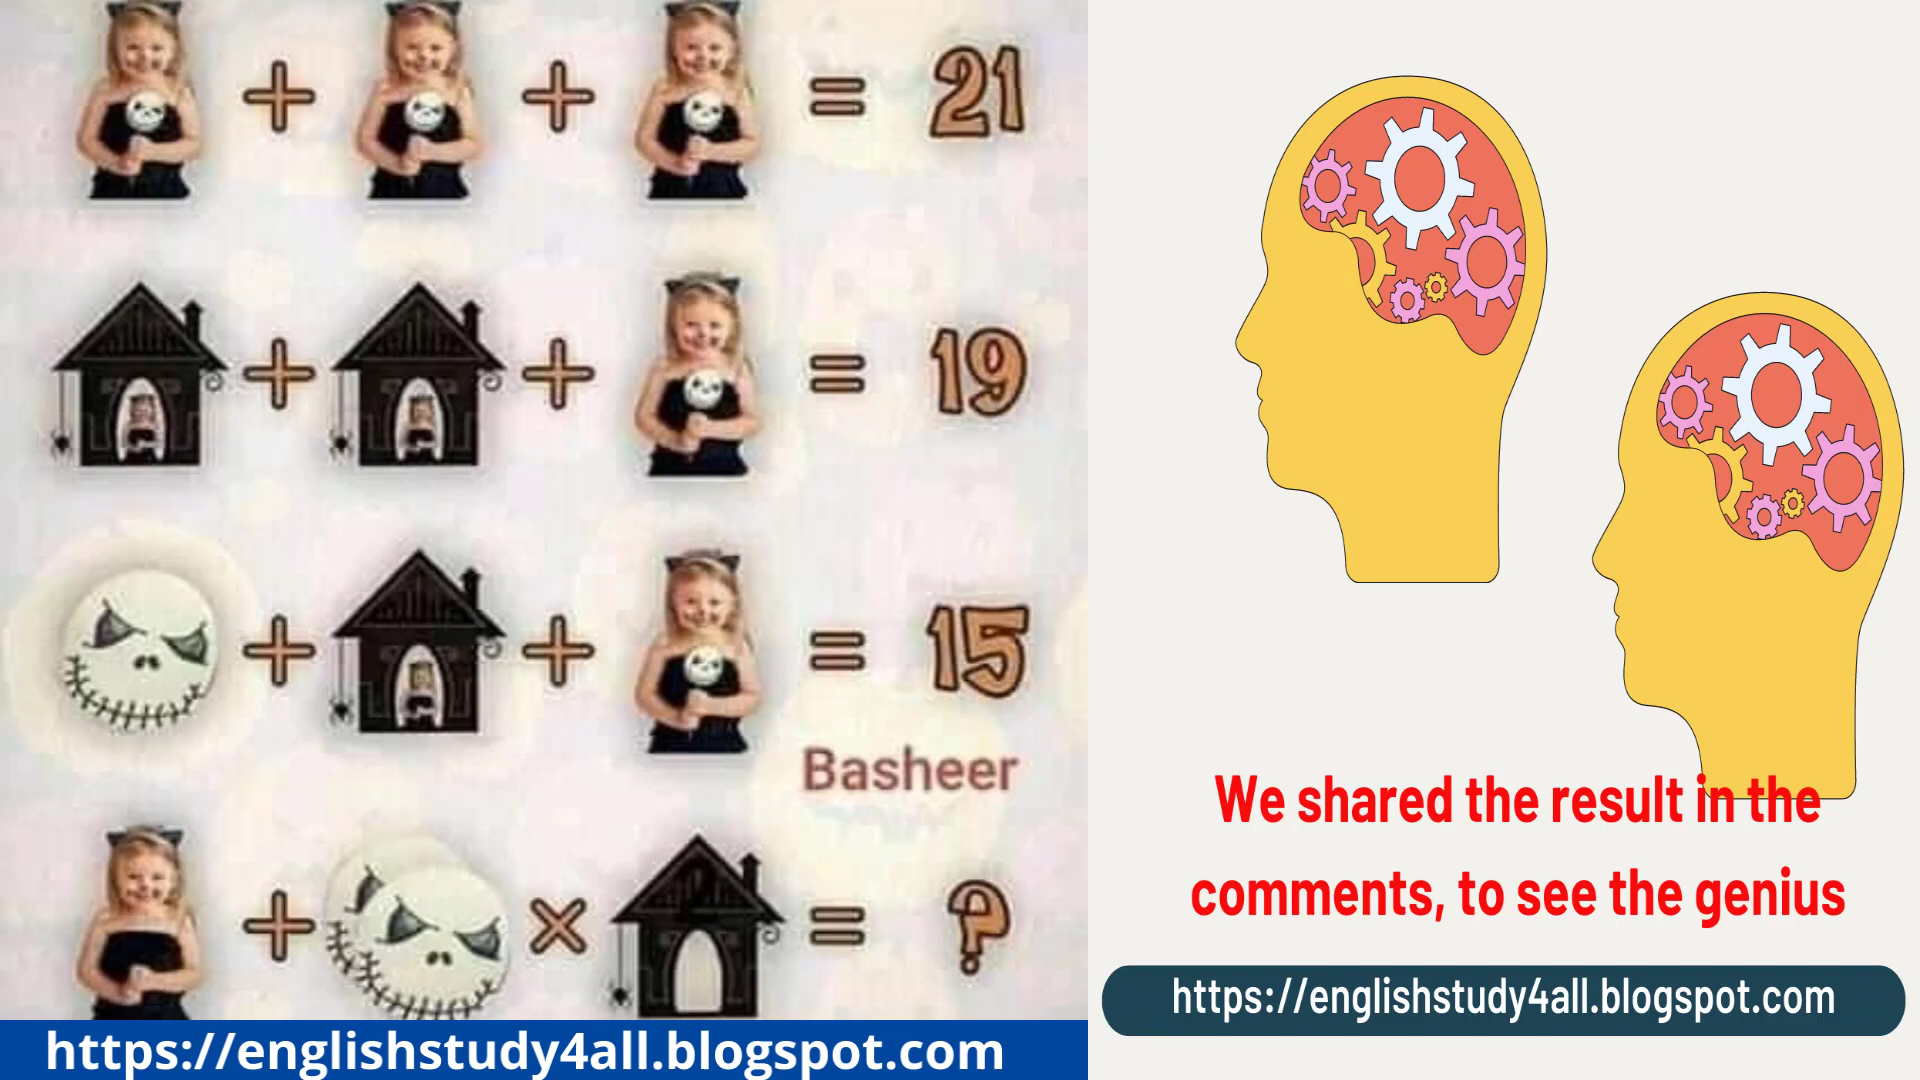 + + = 21
+ + = 19
+ + = 15
Basheer
+ × = ?
https://englishstudy4all.blogspot.com
We shared the result in the
comments, to see the genius
https://englishstudy4all.blogspot.com